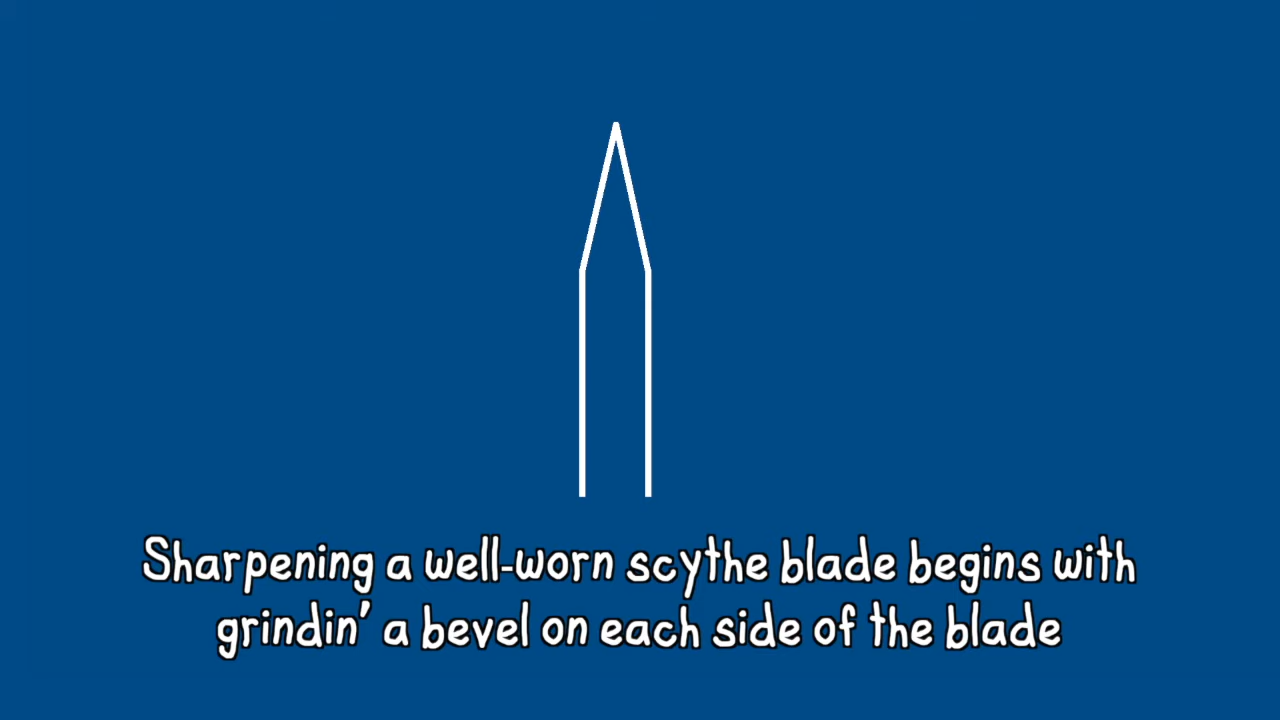 Sharpening a well-worn scythe blade begins with
grindin' a bevel on each side of the blade